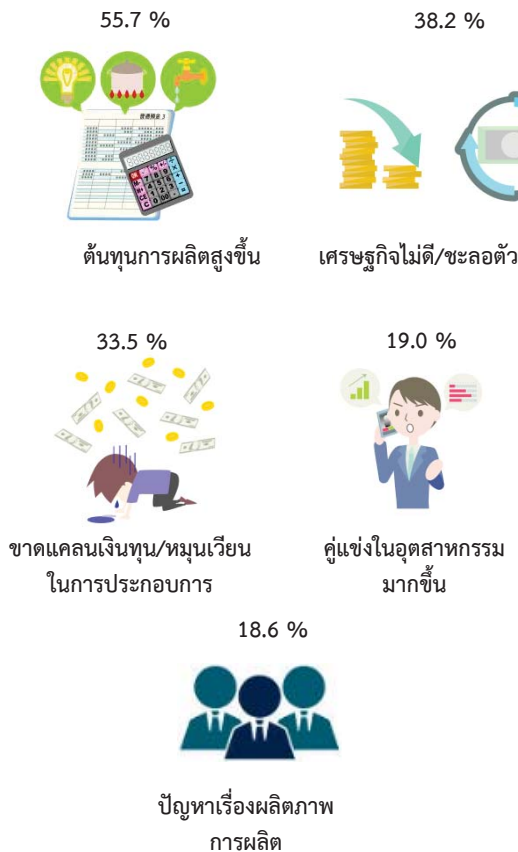 55.7 %
38.2 %
ต้นทุนการผลิตสูงขึ้น
เศรษฐกิจไม่ดี/ชะลอตัว
33.5 %
19.0 %
ขาดแคลนเงินทุน/หมุนเวียน
ในการประกอบการ
คู่แข่งในอุตสาหกรรม
มากขึ้น
18.6 %
ปัญหาเรื่องผลิตภาพ
การผลิต